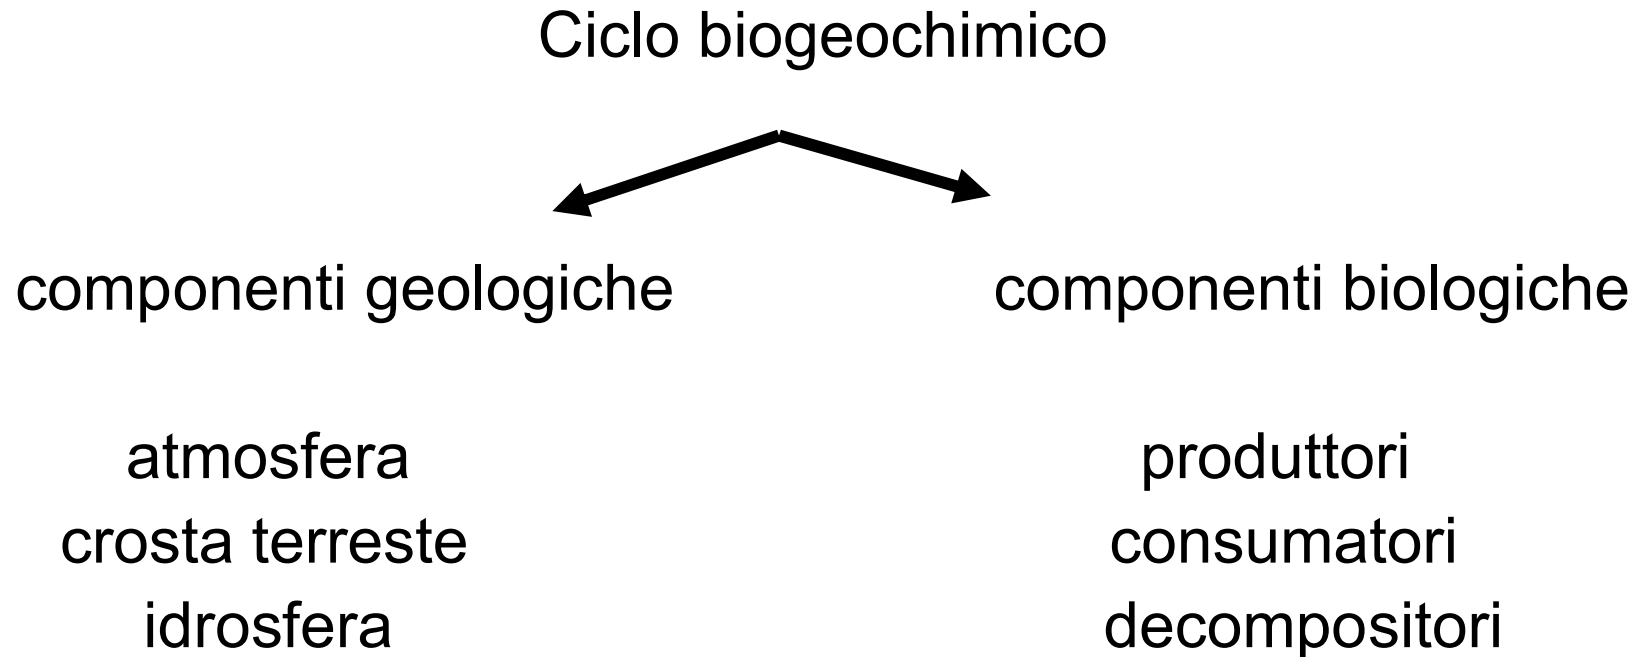 Ciclo biogeochimico
componenti geologiche
componenti biologiche
atmosfera
crosta terreste
idrosfera
produttori
consumatori
decompositori